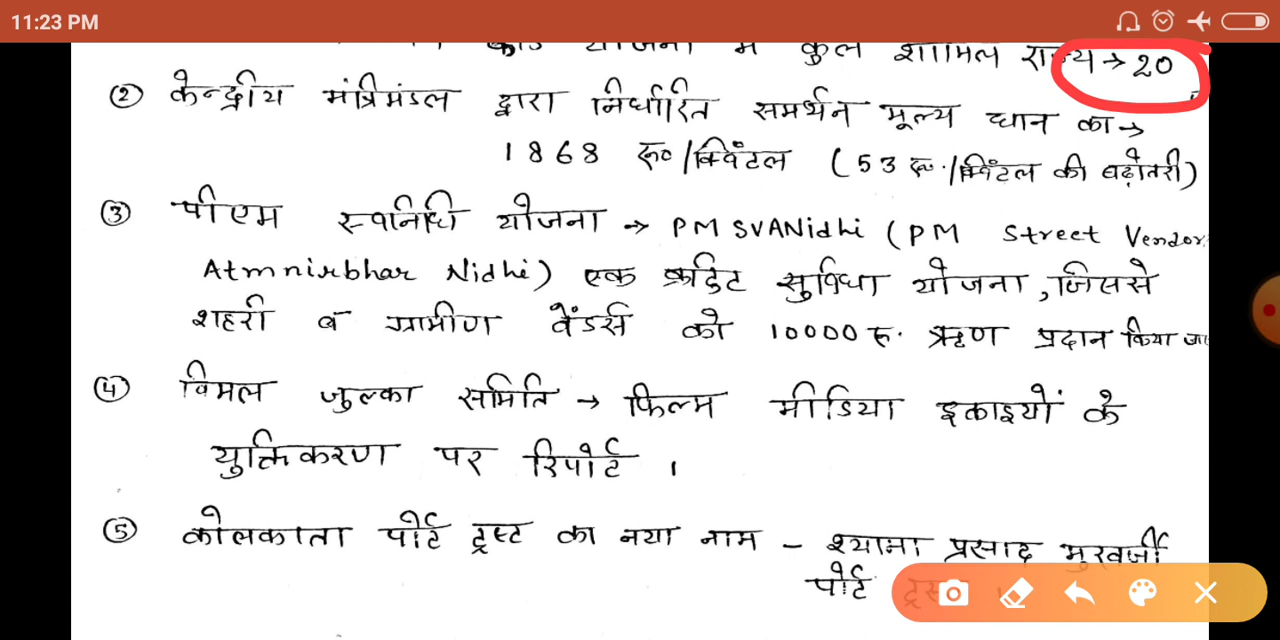 11:23 PM
योजना में कुल शामिल राज्य → 20
② केन्द्रीय मंत्रिमंडल द्वारा निर्धारित समर्थन मूल्य धान का →
1868 रू० / क्विंटल ( 53 रू. / क्विंटल की बढ़ोतरी )
③ पीएम स्वनिधि योजना → PM SVANidhi ( PM Street Vendor
Atmnirbhar Nidhi ) एक क्रेडिट सुविधा योजना , जिससे
शहरी व ग्रामीण वेंडर्स को 10000 रू. ऋण प्रदान किया
④ विमल जुल्का समिति → फिल्म मीडिया इकाइयों के
युक्तिकरण पर रिपोर्ट ।
⑤ कोलकाता पोर्ट ट्रस्ट का नया नाम – श्यामा प्रसाद मुखर्जी
पोर्ट